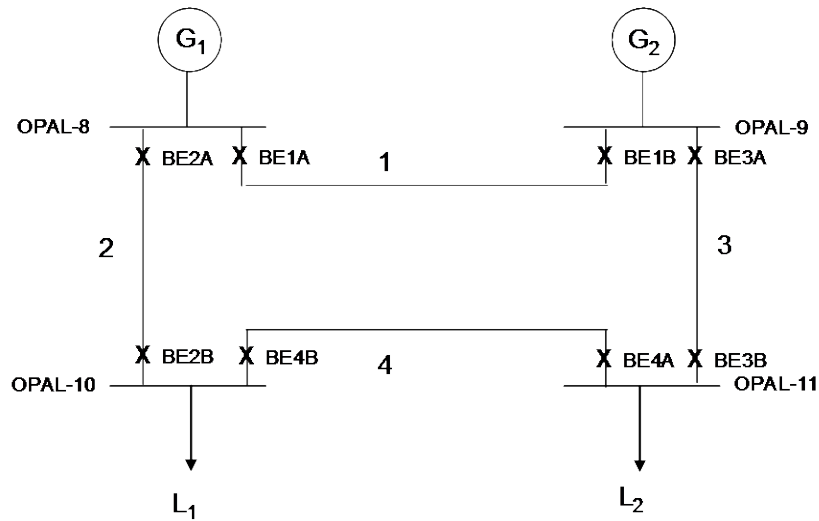 G1
G2
OPAL-8
OPAL-9
BE2A
BE1A
1
BE1B
BE3A
2
3
BE2B
BE4B
4
BE4A
BE3B
OPAL-10
OPAL-11
L1
L2